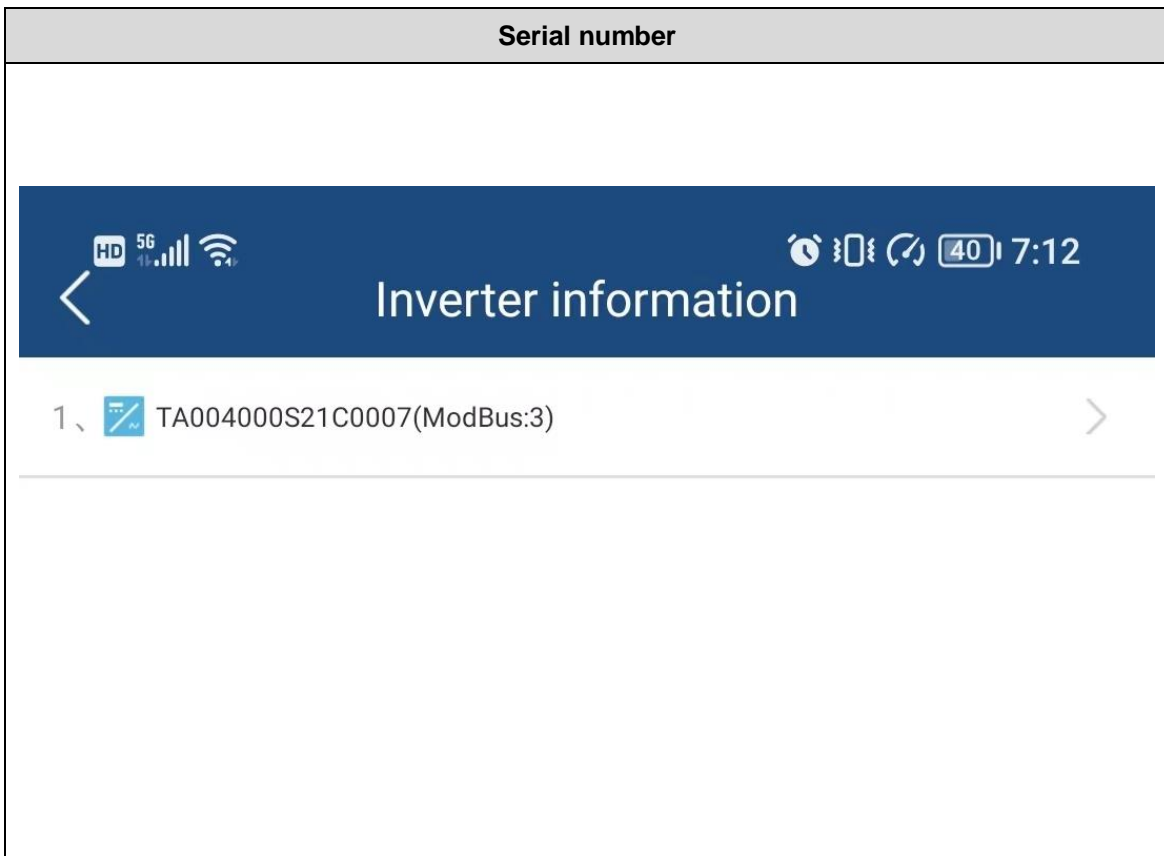 Serial number
HD 5G 40 7:12
Inverter information
1、 TA004000S21C0007(ModBus:3)